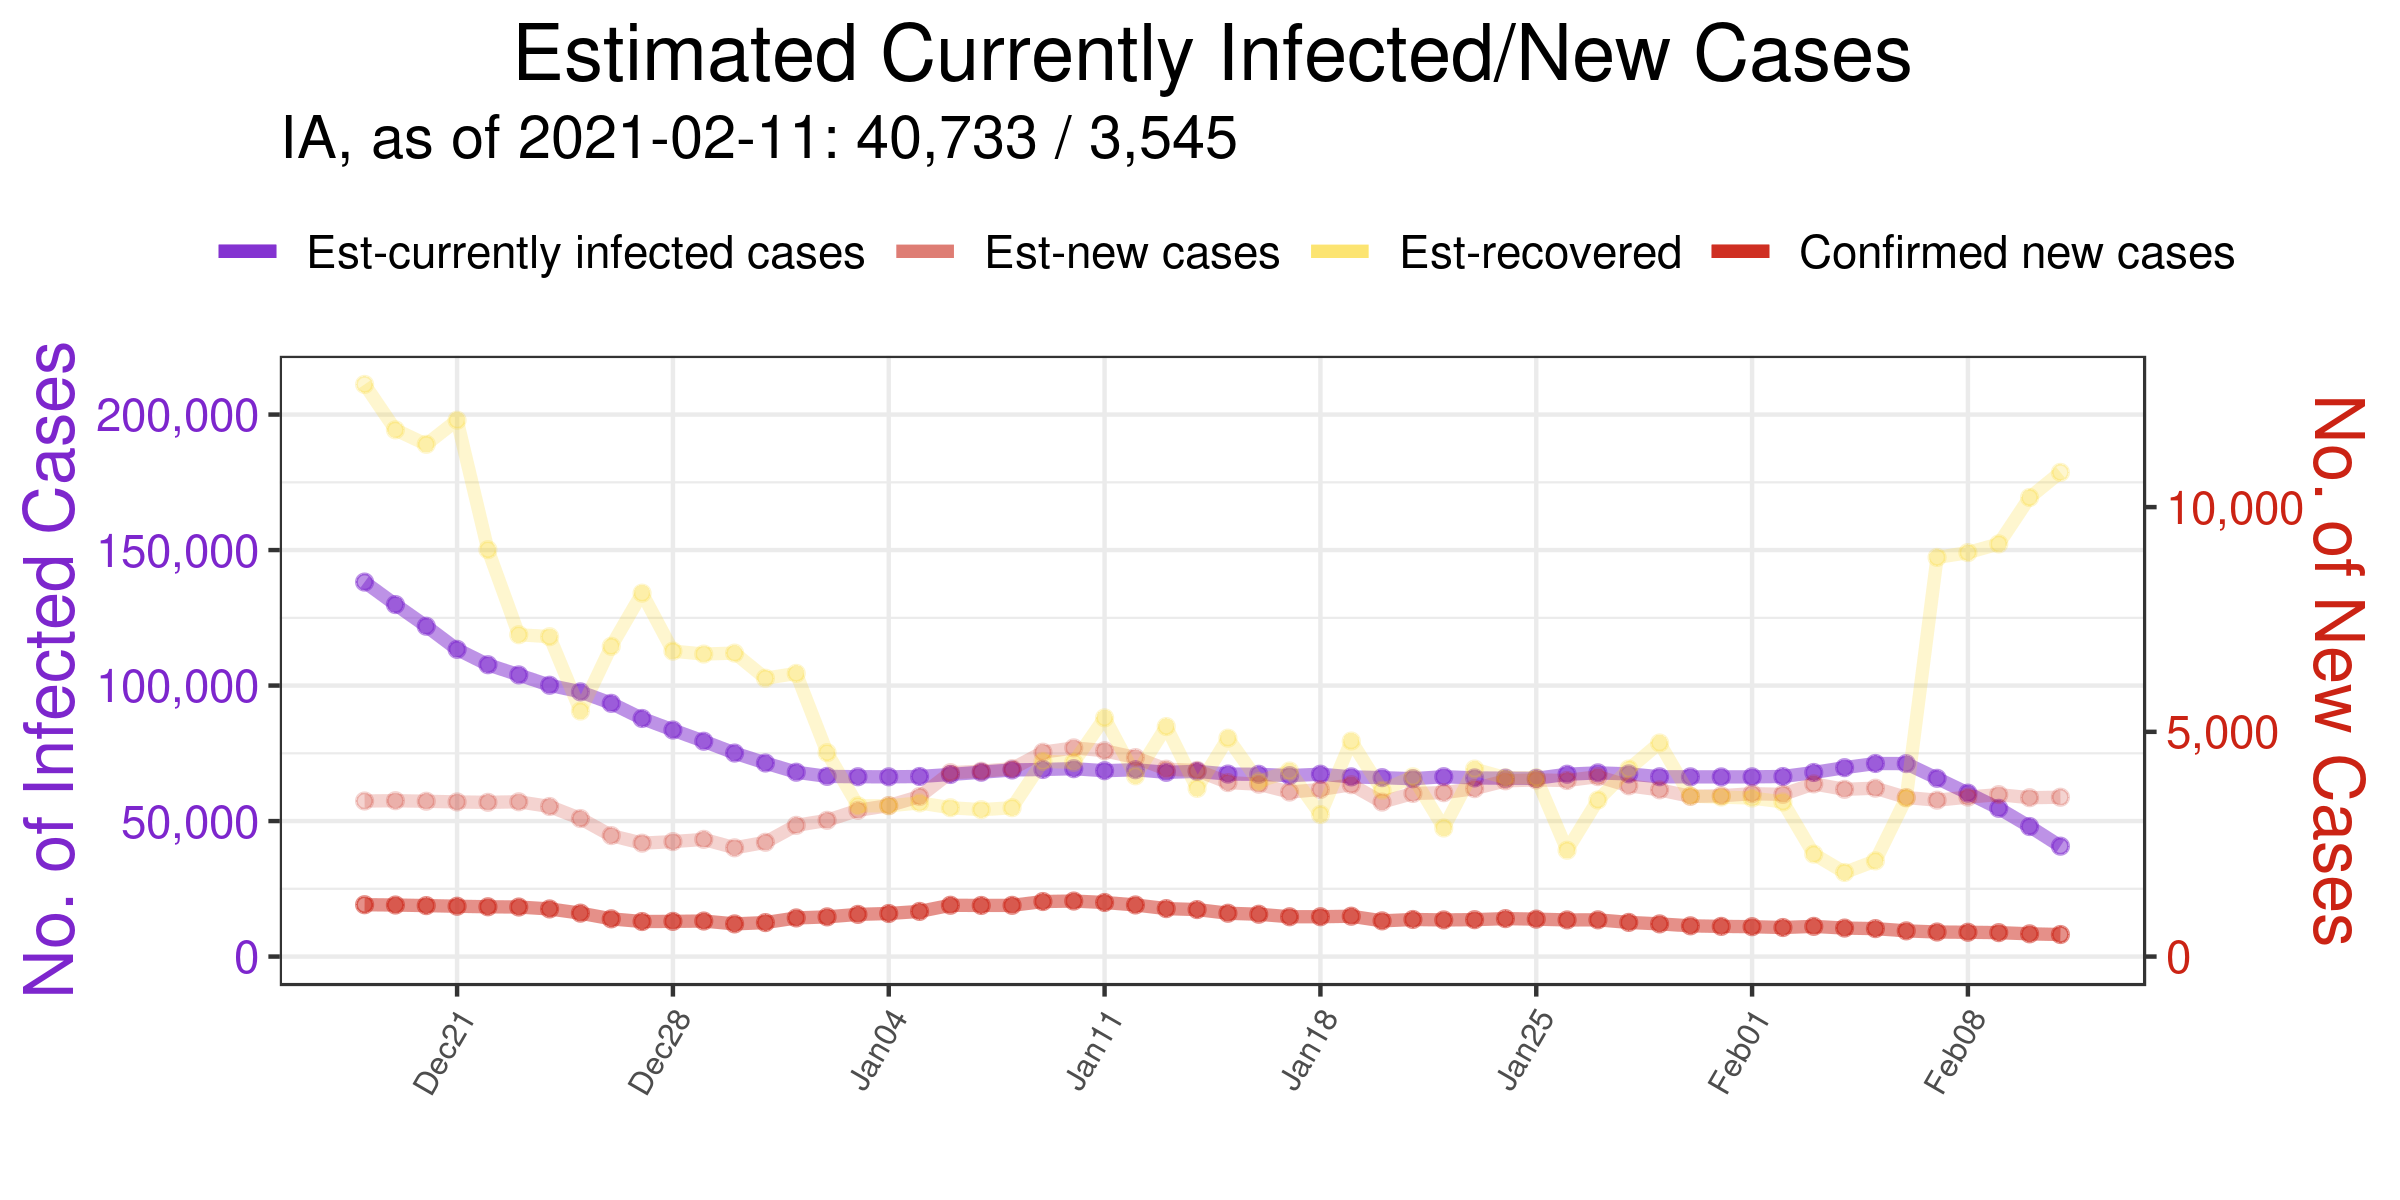 Estimated Currently Infected/New Cases
IA, as of 2021-02-11: 40,733 / 3,545
Est-currently infected cases Est-new cases Est-recovered Confirmed new cases
No. of Infected Cases
200,000
150,000
100,000
50,000
0
No. of New Cases
10,000
5,000
0
Dec21 Dec28 Jan04 Jan11 Jan18 Jan25 Feb01 Feb08